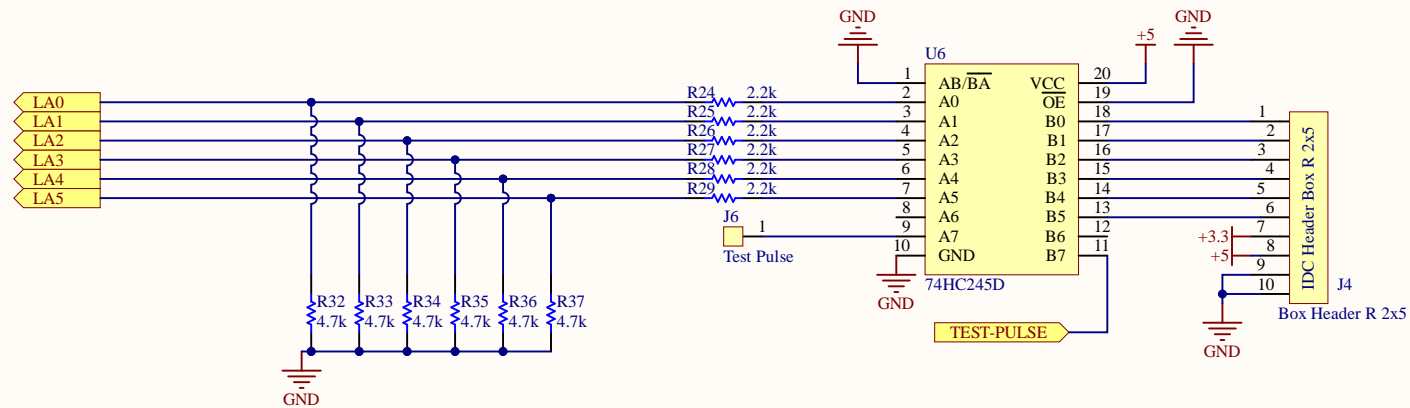 GND
GND
+5
U6
1
AB/BA
VCC
20
LA0
R24
2.2k
2
A0
OE
19
LA1
R25
2.2k
3
A1
B0
18
1
LA2
R26
2.2k
4
A2
B1
17
2
LA3
R27
2.2k
5
A3
B2
16
3
LA4
R28
2.2k
6
A4
B3
15
4
LA5
R29
2.2k
7
A5
B4
14
5
8
A6
B5
13
6
J6
1
9
A7
B6
12
+3.3
7
Test Pulse
10
GND
B7
11
+5
8
9
10
IDC Header Box R 2x5
J4
Box Header R 2x5
GND
74HC245D
GND
TEST-PULSE
R32
4.7k
R33
4.7k
R34
4.7k
R35
4.7k
R36
4.7k
R37
4.7k
GND